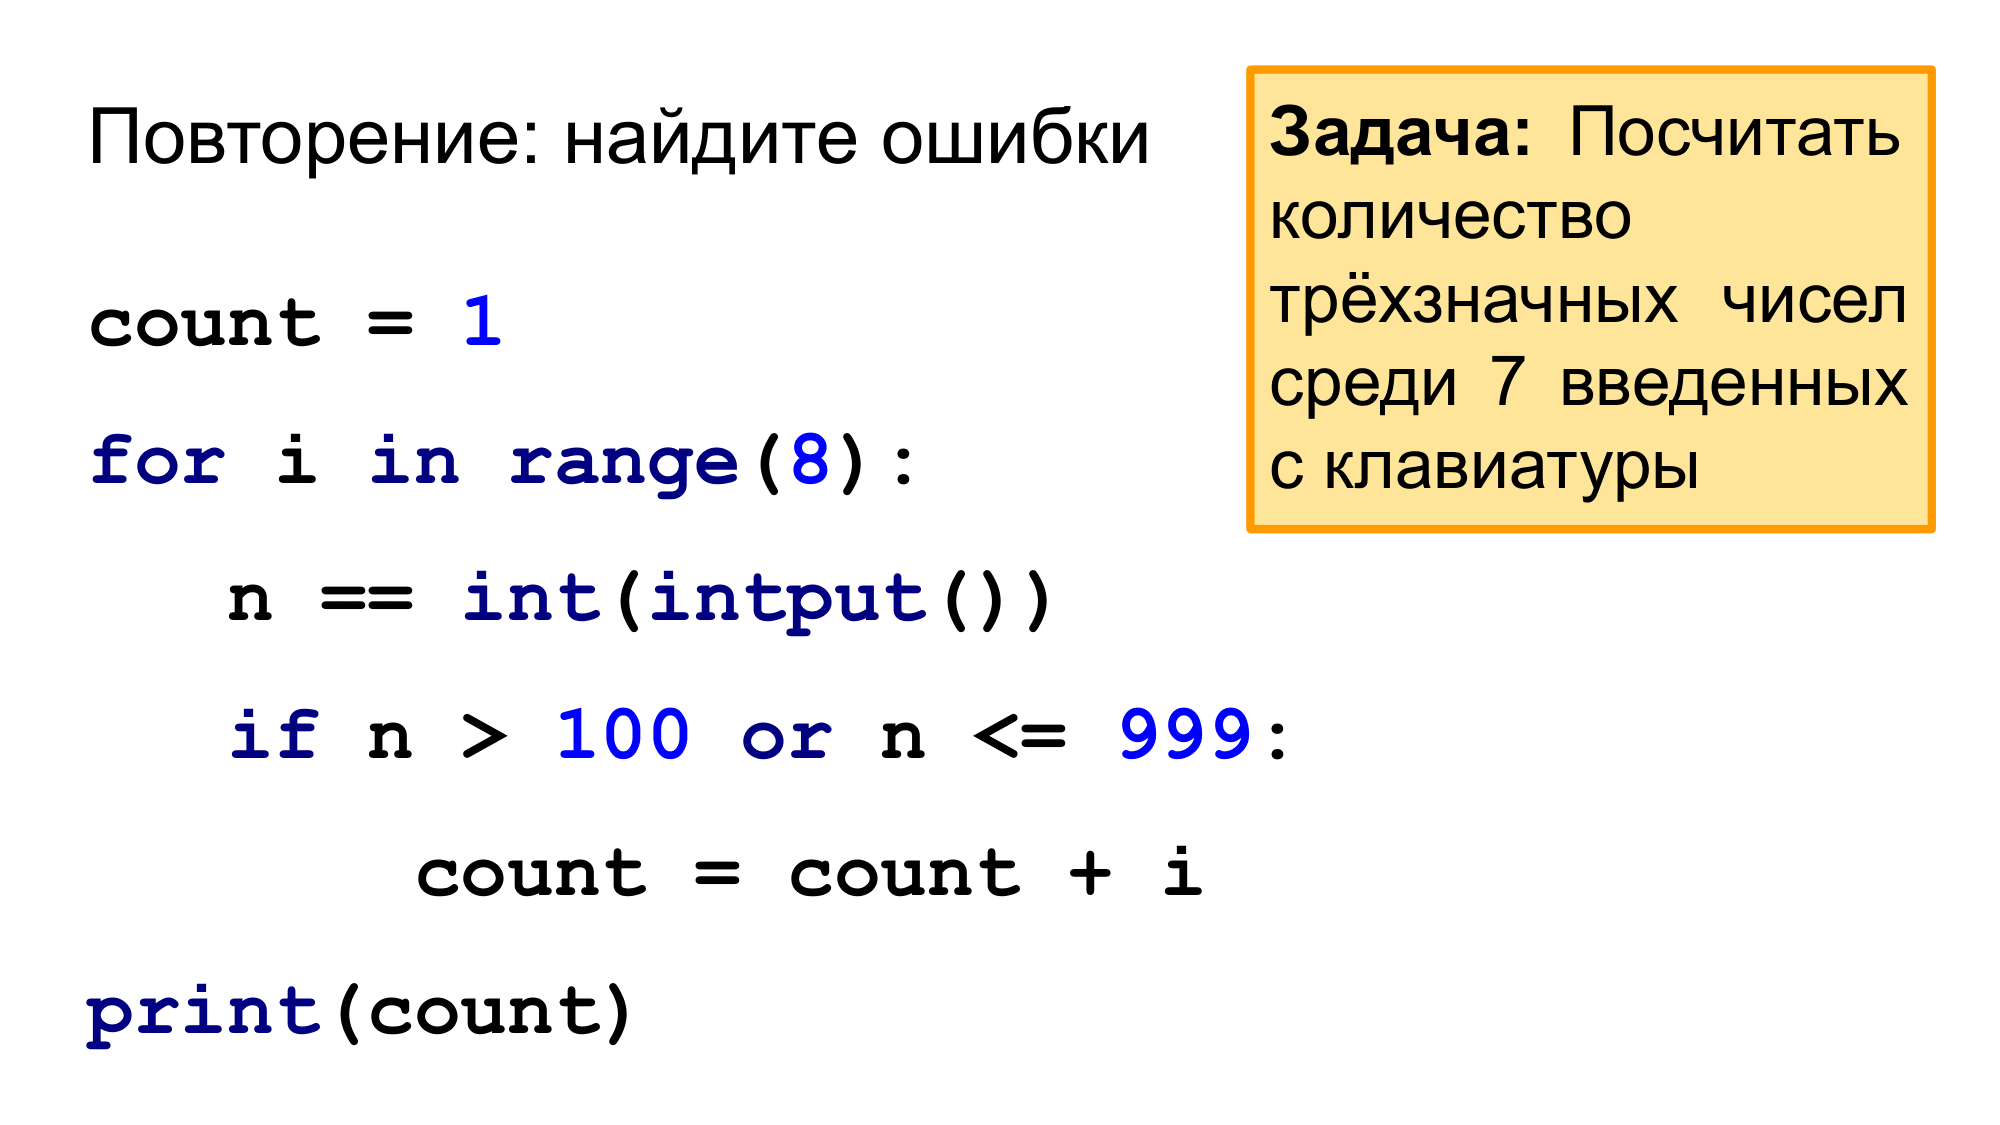 Повторение: найдите ошибки
Задача: Посчитать
количество
трёхзначных чисел
среди 7 введенных
с клавиатуры
count = 1
for i in range(8):
n == int(intput())
if n > 100 or n <= 999:
count = count + i
print(count)